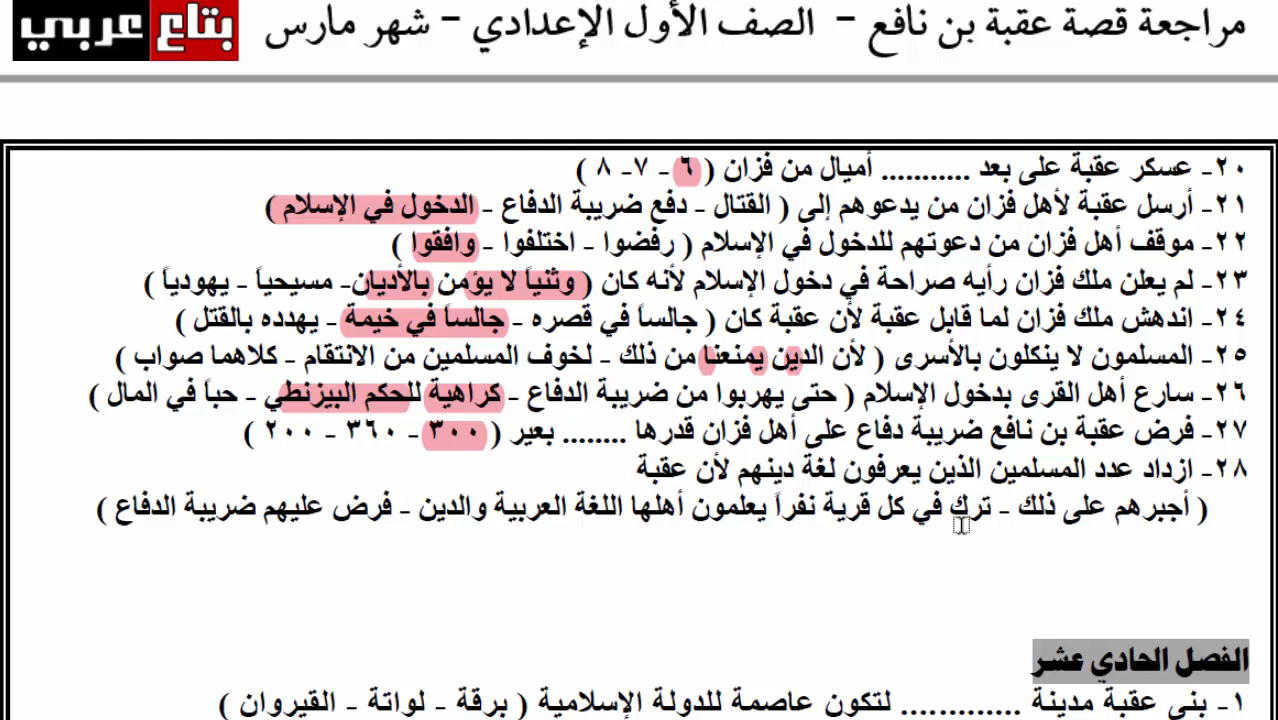 مراجعة قصة عقبة بن نافع - الصف الأول الإعدادي - شهر مارس
بتاع عربي
٢٠- عسكر عقبة على بعد ........... أميال من فزان ( ٦ - ٧- ٨ )
٢١- أرسل عقبة لأهل فزان من يدعوهم إلى ( القتال - دفع ضريبة الدفاع - الدخول في الإسلام )
٢٢- موقف أهل فزان من دعوتهم للدخول في الإسلام ( رفضوا - اختلفوا - وافقوا )
٢٣- لم يعلن ملك فزان رأيه صراحة في دخول الإسلام لأنه كان ( وثنياً لا يؤمن بالأديان- مسيحياً - يهودياً )
٢٤- اندهش ملك فزان لما قابل عقبة لأن عقبة كان ( جالساً في قصره - جالساً في خيمة - يهدده بالقتل )
٢٥- المسلمون لا ينكلون بالأسرى ( لأن الدين يمنعنا من ذلك - لخوف المسلمين من الانتقام - كلاهما صواب )
٢٦- سارع أهل القرى بدخول الإسلام ( حتى يهربوا من ضريبة الدفاع - كراهية للحكم البيزنطي - حباً في المال )
٢٧- فرض عقبة بن نافع ضريبة دفاع على أهل فزان قدرها ........ بعير ( ٣٠٠ - ٣٦٠ - ٢٠٠ )
٢٨- ازداد عدد المسلمين الذين يعرفون لغة دينهم لأن عقبة
( أجبرهم على ذلك - ترك في كل قرية نفراً يعلمون أهلها اللغة العربية والدين - فرض عليهم ضريبة الدفاع )
الفصل الحادي عشر
١- بنى عقبة مدينة ............. لتكون عاصمة للدولة الإسلامية ( برقة - لواتة - القيروان )